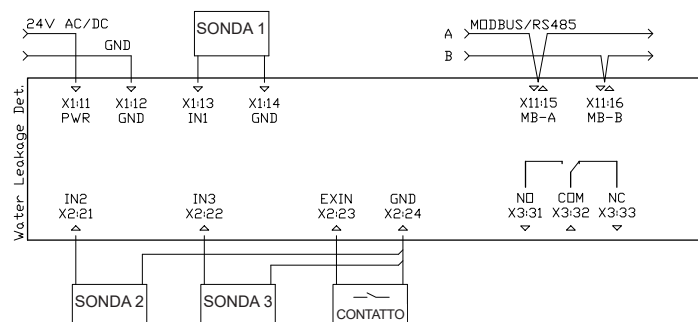 24V AC/DC
GND
SONDA 1
MODBUS/RS485
A
B
Water Leakage Det.
X1:11
PWR
X1:12
GND
X1:13
IN1
X1:14
GND
X11:15
MB-A
X11:16
MB-B
IN2
X2:21
IN3
X2:22
EXIN
X2:23
GND
X2:24
NO
X3:31
COM
X3:32
NC
X3:33
SONDA 2
SONDA 3
CONTATTO